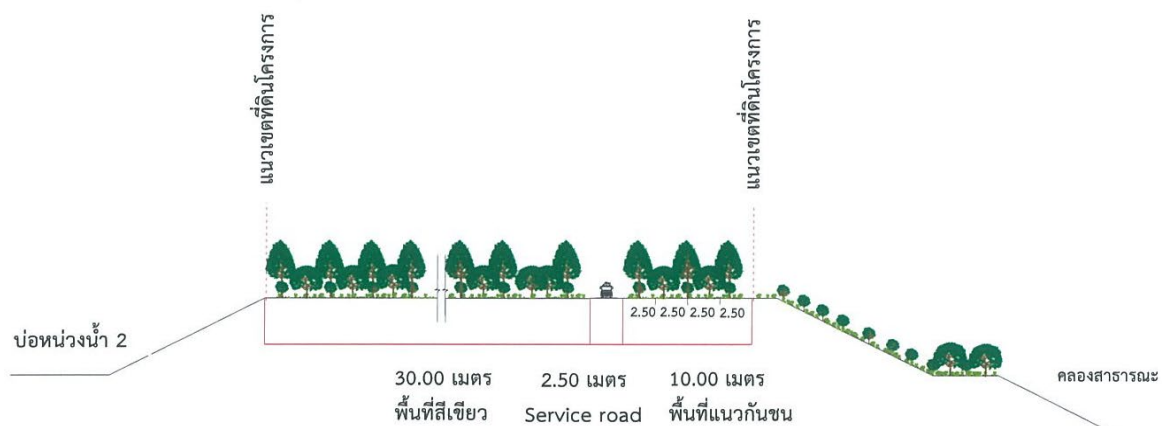 แนวเขตที่ดินโครงการ
แนวเขตที่ดินโครงการ
2.50 2.50 2.50 2.50
บ่อหน่วงน้ำ 2
คลองสาธารณะ
30.00 เมตร
พื้นที่สีเขียว
2.50 เมตร
Service road
10.00 เมตร
พื้นที่แนวกันชน